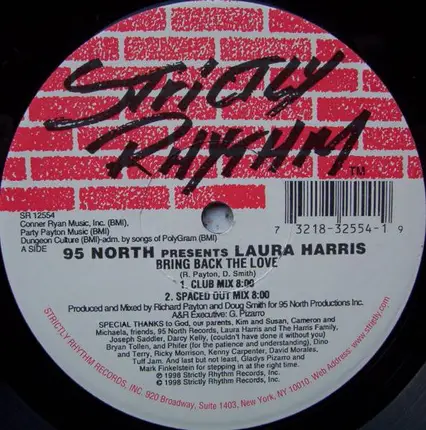 STRICTLY
RHYTHM
TM
SR 12554
Conner Ryan Music, Inc. (BMI),
Party Payton Music (BMI)
Dungeon Culture (BMI)-adm. by songs of PolyGram (BMI)
A SIDE
7 73218-32554-1 9
95 NORTH PRESENTS LAURA HARRIS
BRING BACK THE LOVE
(R. Payton, D. Smith)
1. CLUB MIX 8:00
2. SPACED OUT MIX 8:00
Produced and Mixed by Richard Payton and Doug Smith for 95 North Productions Inc.
A&R Executive: G. Pizarro
SPECIAL THANKS to God, our parents, Kim and Susan, Cameron and
Michaela, friends, 95 Records, Laura Harris and The Harris Family,
Joseph Saddler, Darcy Kelly, (couldn't have done it without you)
Bryan Tollen, and Phifer (for the patience and understanding), Dino
and Terry, Ricky Morrison, Kenny Carpenter, David Morales,
Tuff Jam. And last but not least, Gladys Pizarro and
Mark Finkelstein for stepping in at the right time.
℗ 1998 Strictly Rhythm Records, Inc.
© 1998 Strictly Rhythm Records, Inc.
STRICTLY RHYTHM RECORDS, INC. 920 Broadway, Suite 1403, New York, NY 10010. Web Address: www.strictly.com